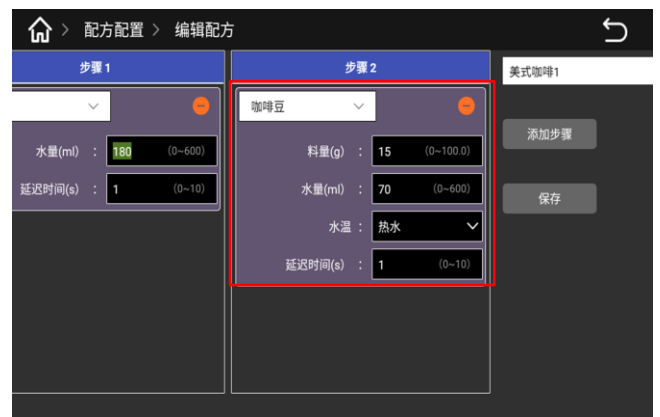 配方配置 > 编辑配方
步骤 1
水量(ml) : 180 (0~600)
延迟时间(s) : 1 (0~10)
步骤 2
咖啡豆
料量(g) : 15 (0~100.0)
水量(ml) : 70 (0~600)
水温 : 热水
延迟时间(s) : 1 (0~10)
美式咖啡1
添加步骤
保存